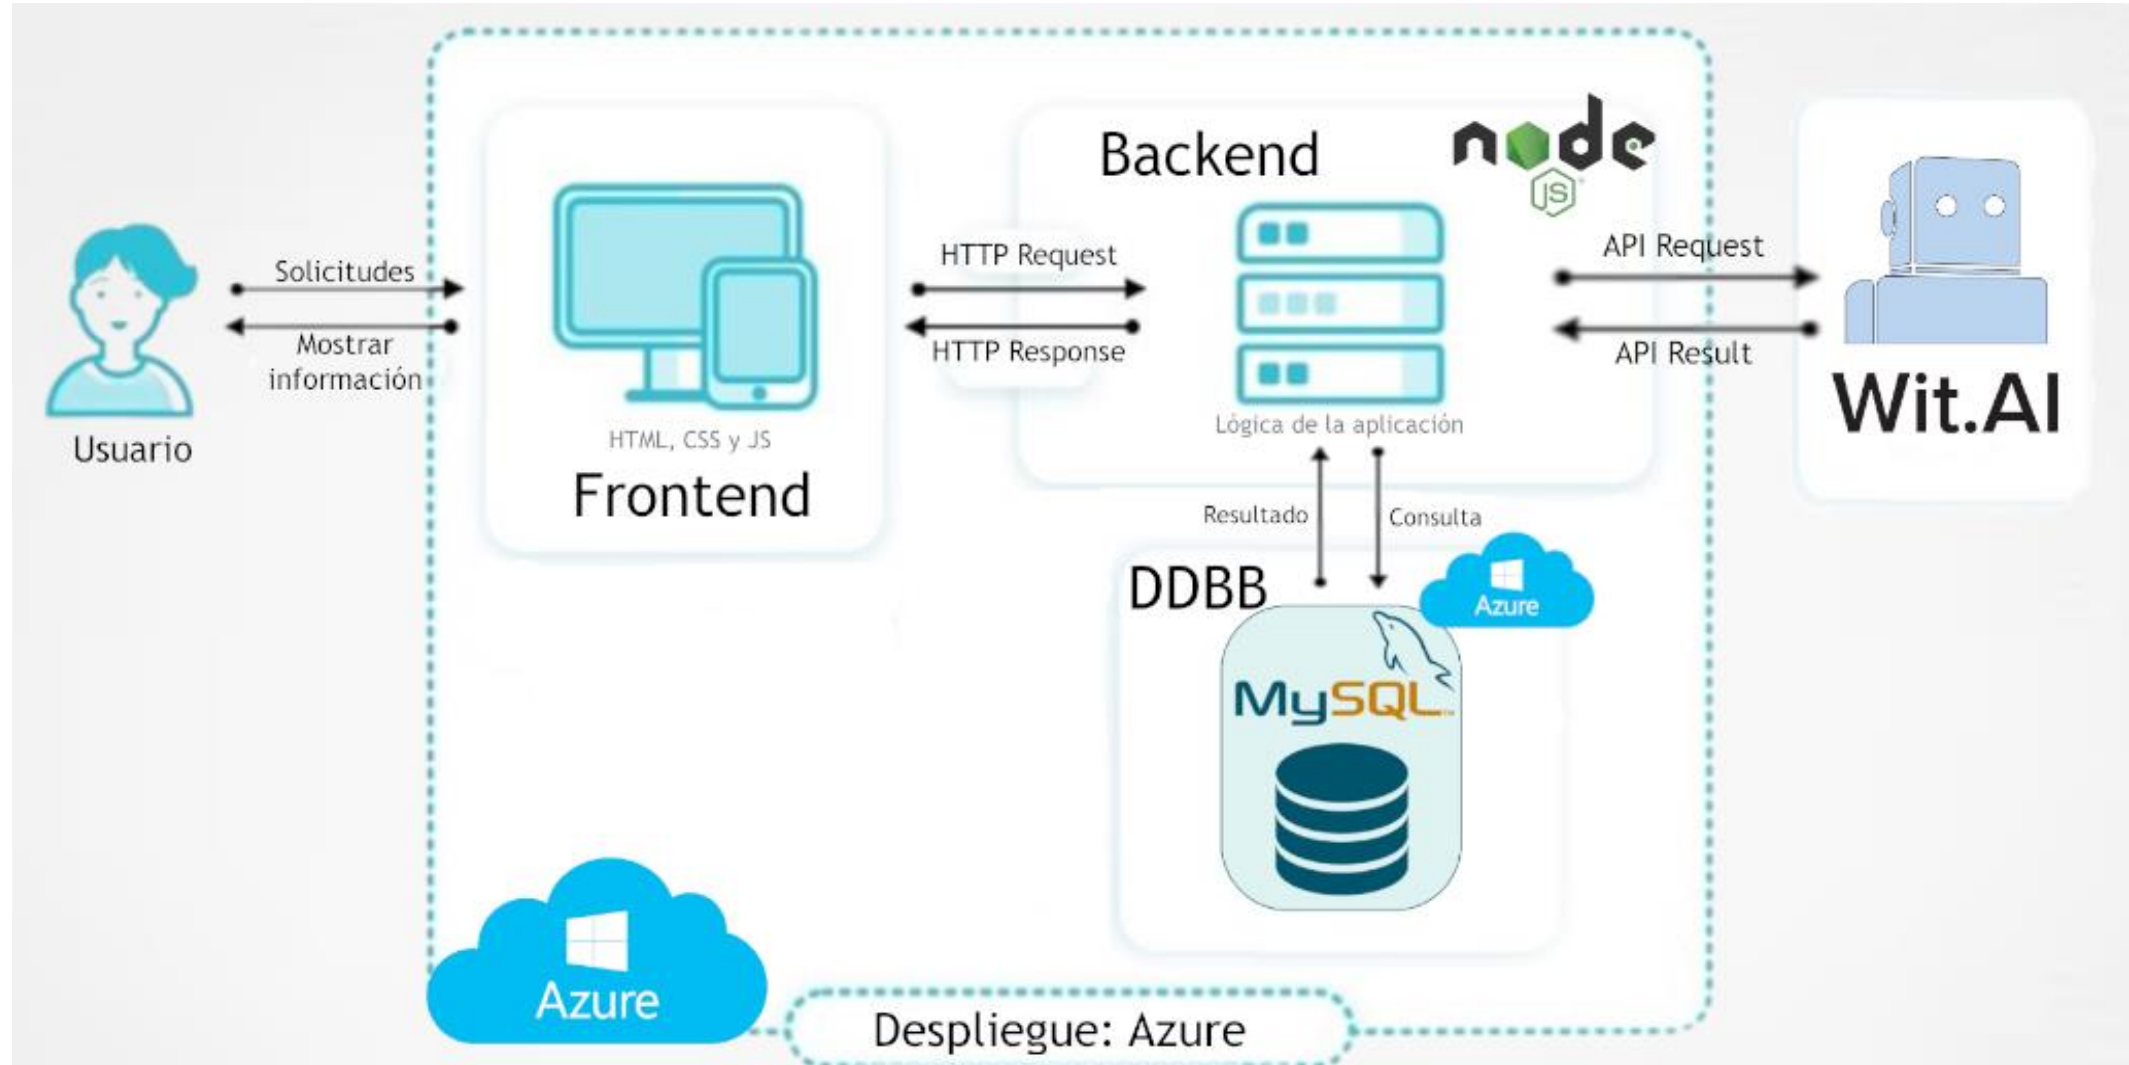 Usuario
Solicitudes
Mostrar
información
HTML, CSS y JS
Frontend
HTTP Request
HTTP Response
Backend
node
JS
Lógica de la aplicación
API Request
API Result
Wit.AI
Resultado
Consulta
DDBB
Azure
MySQL
Azure
Despliegue: Azure